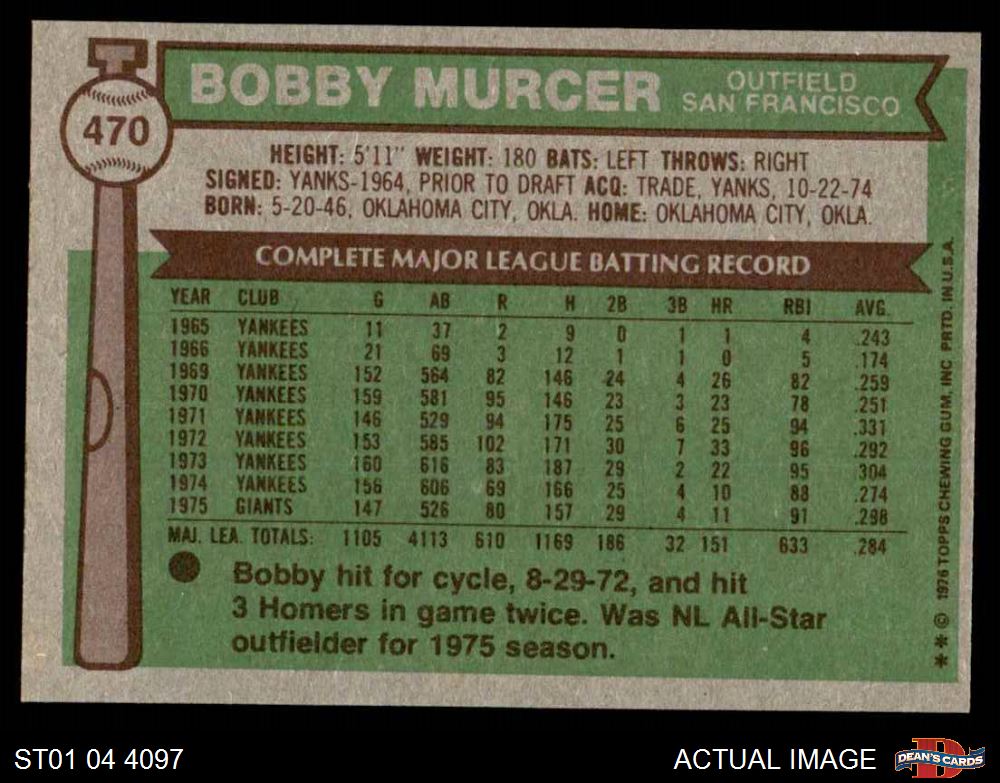 470
BOBBY MURCER
OUTFIELD
SAN FRANCISCO
HEIGHT: 5'11" WEIGHT: 180 BATS: LEFT THROWS: RIGHT
SIGNED: YANKS-1964, PRIOR TO DRAFT ACQ: TRADE, YANKS, 10-22-74
BORN: 5-20-46, OKLAHOMA CITY, OKLA. HOME: OKLAHOMA CITY, OKLA.
COMPLETE MAJOR LEAGUE BATTING RECORD
YEAR CLUB G AB R H 2B 3B HR RBI AVG.
1965 YANKEES 11 37 2 9 0 1 1 4 .243
1966 YANKEES 21 69 3 12 1 1 0 5 .174
1969 YANKEES 152 564 82 146 24 4 26 82 .259
1970 YANKEES 159 581 95 146 23 3 23 78 .251
1971 YANKEES 146 529 94 175 25 6 25 94 .331
1972 YANKEES 153 585 102 171 30 7 33 96 .292
1973 YANKEES 160 616 83 187 29 2 22 95 .304
1974 YANKEES 156 606 69 166 25 4 10 88 .274
1975 GIANTS 147 526 80 157 29 4 11 91 .298
MAJ. LEA. TOTALS: 1105 4113 610 1169 186 32 151 633 .284
Bobby hit for cycle, 8-29-72, and hit
3 Homers in game twice. Was NL All-Star
outfielder for 1975 season.
** © 1976 TOPPS CHEWING GUM, INC PRTD. IN U.S.A.
ST01 04 4097
ACTUAL IMAGE
D
DEAN'S CARDS